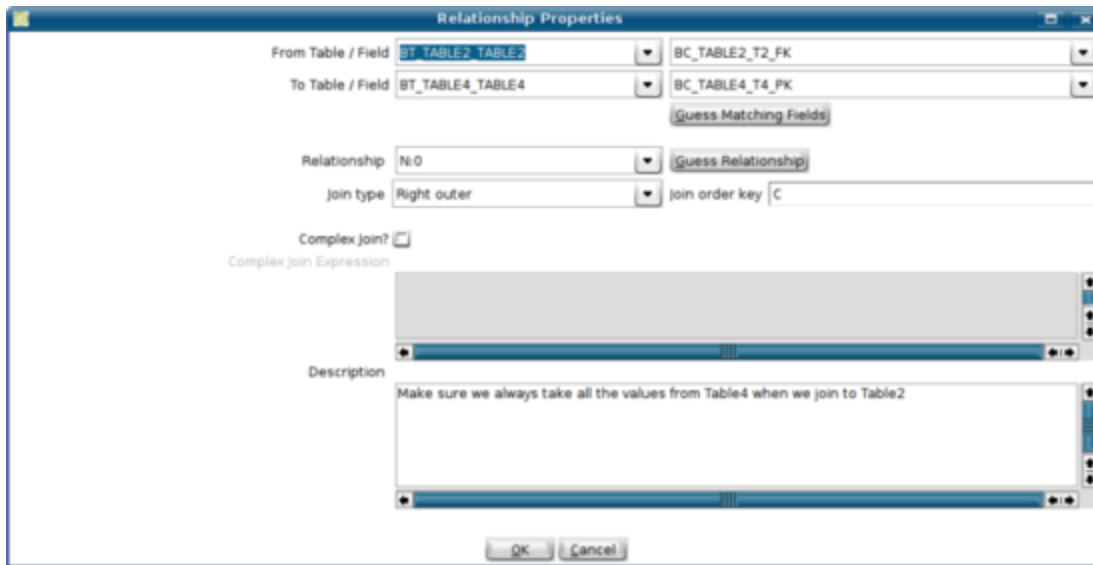 Relationship Properties
From Table / Field BT_TABLE2_TABLE2 BC_TABLE2_T2_FK
To Table / Field BT_TABLE4_TABLE4 BC_TABLE4_T4_PK
Guess Matching Fields
Relationship N:0 Guess Relationship
Join type Right outer Join order key C
Complex Join?
Complex Join Expression
Description
Make sure we always take all the values from Table4 when we join to Table2
OK Cancel